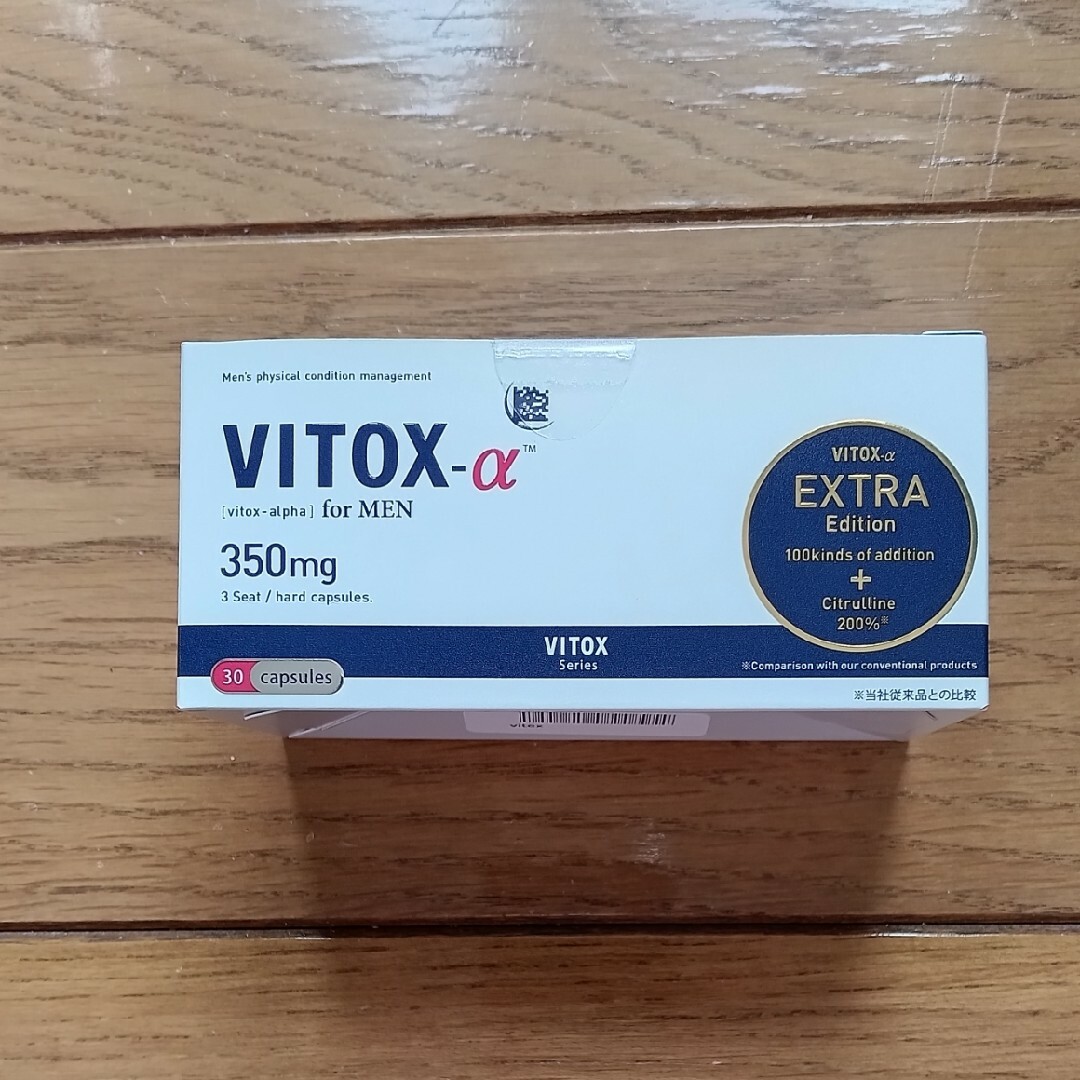 Men's physical condition management
VITOX-α™
[vitox-alpha] for MEN
350mg
3 Seat / hard capsules.
30 capsules
VITOX
Series
VITOX-α
EXTRA
Edition
100kinds of addition
+
Citrulline
200%※
※Comparison with our conventional products
※当社従来品との比較
vitox